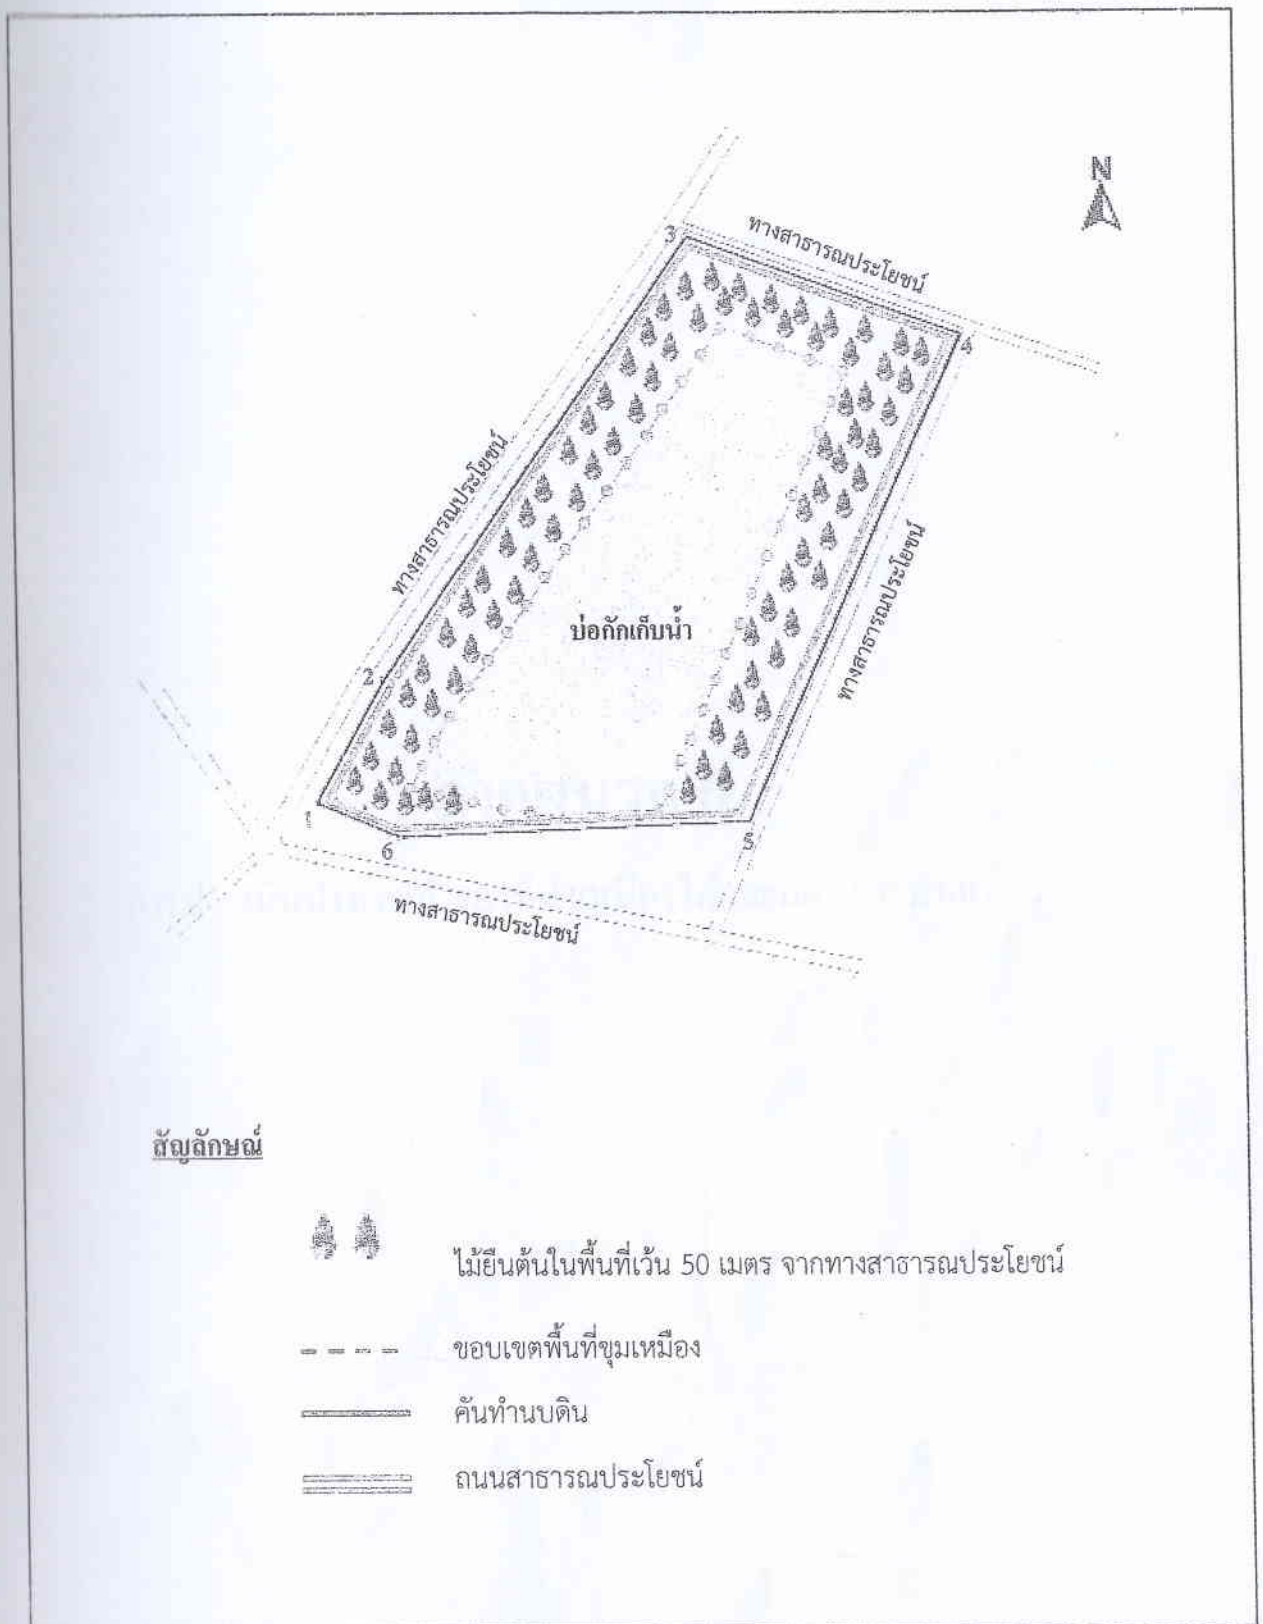 N
3
ทางสาธารณประโยชน์
4
ทางสาธารณประโยชน์
ทางสาธารณประโยชน์
บ่อกักเก็บน้ำ
2
1
6
5
ทางสาธารณประโยชน์
สัญลักษณ์
ไม้ยืนต้นในพื้นที่เว้น 50 เมตร จากทางสาธารณประโยชน์
ขอบเขตพื้นที่ขุมเหมือง
คันทำนบดิน
ถนนสาธารณประโยชน์